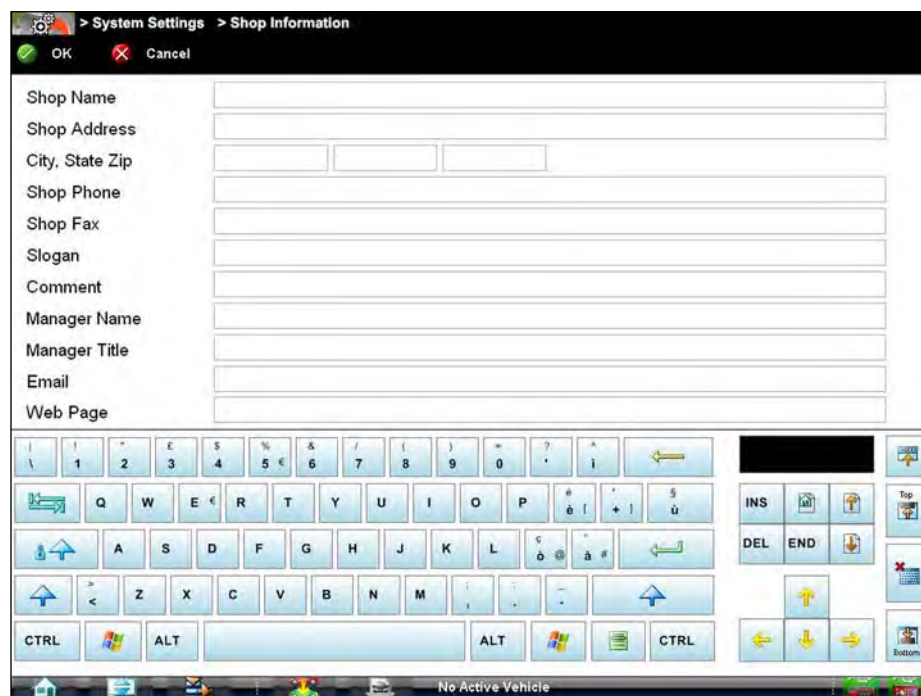 > System Settings > Shop Information
OK Cancel
Shop Name
Shop Address
City, State Zip
Shop Phone
Shop Fax
Slogan
Comment
Manager Name
Manager Title
Email
Web Page
| ! " £ $ % & / ( ) = ? ^
\ 1 2 3 4 5 € 6 7 8 9 0 ' ì
Q W E € R T Y U I O P é è [ * + ] § ù
INS
Top
A S D F G H J K L ç ò @ ° à #
DEL END
> < Z X C V B N M ; , : . _ -
CTRL ALT ALT CTRL
Bottom
No Active Vehicle